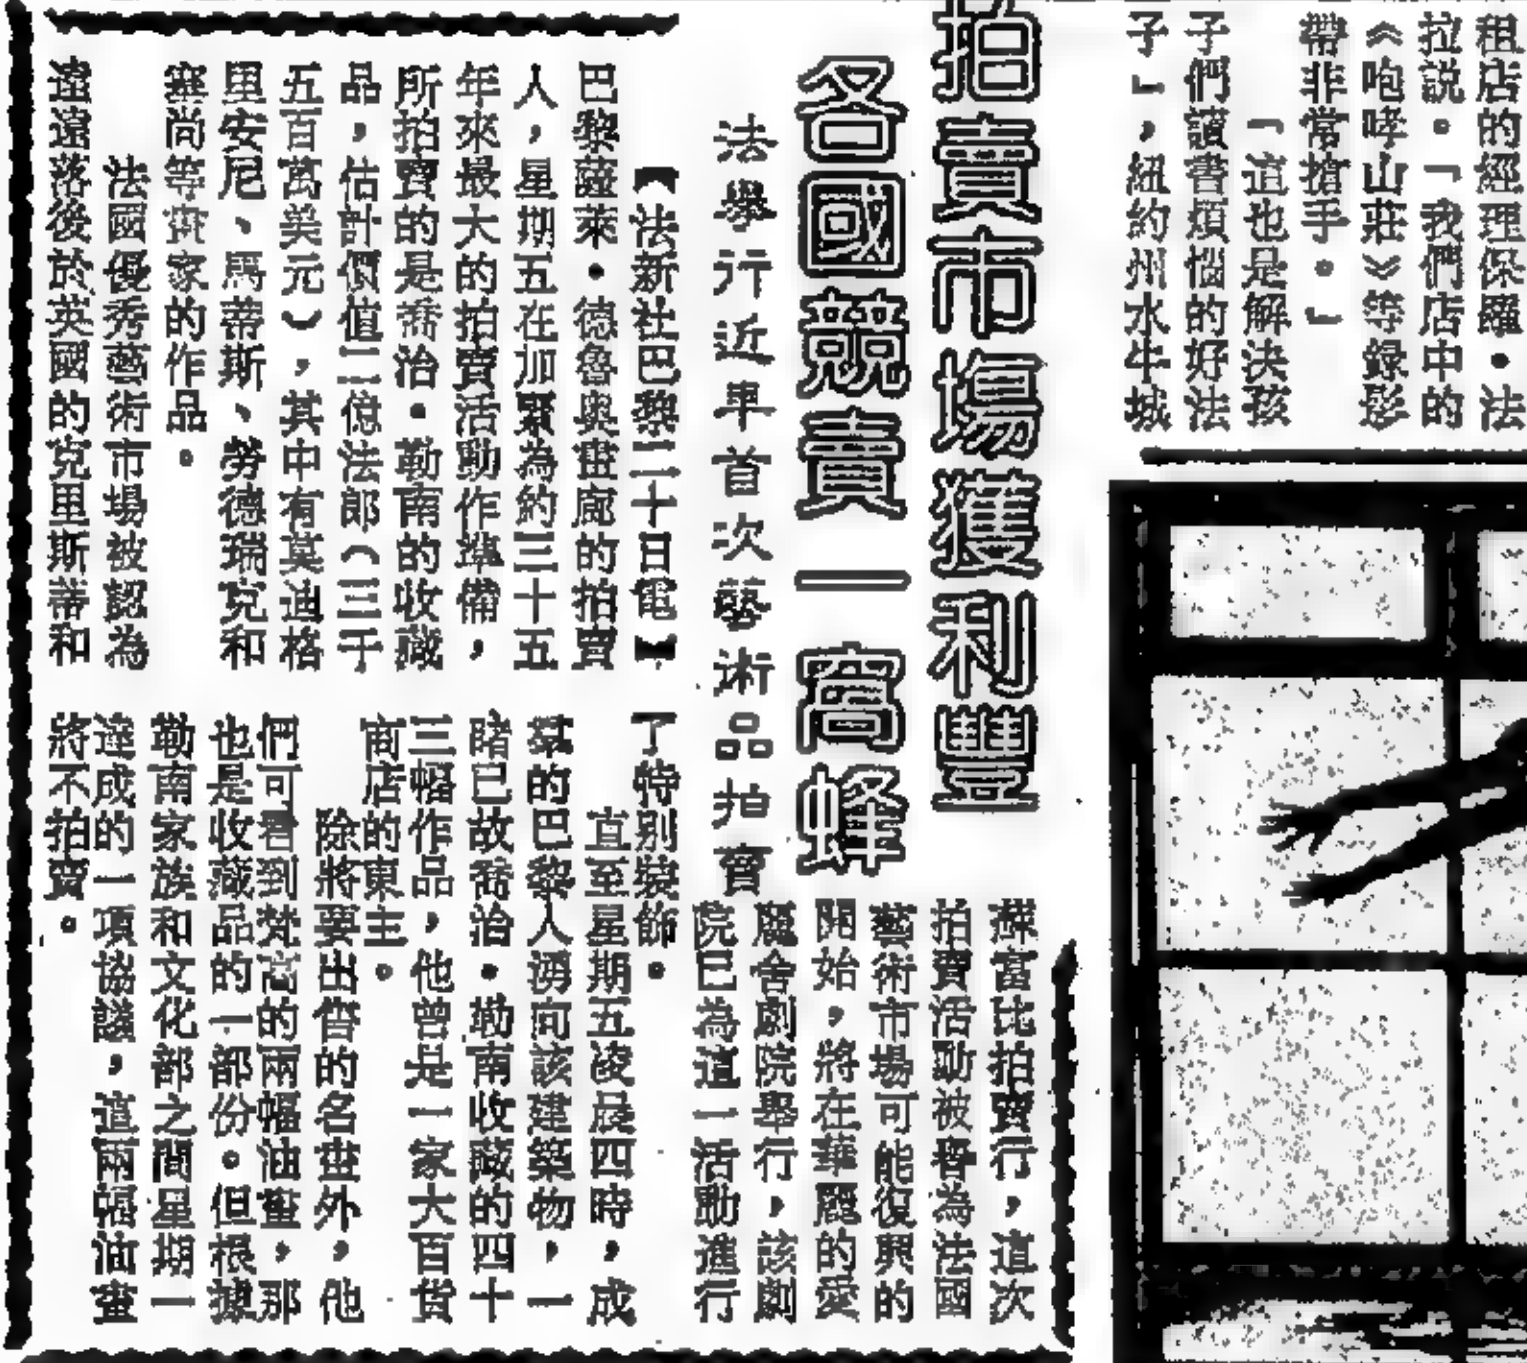 租店的經理保羅•法
拉説。「我們店中的
《咆哮山莊》等録影
帶非常搶手。」
「這也是解決孩
子們讀書煩惱的好法
子」，紐約州水牛城
拍賣市場獲利豐
各國競賣一窩蜂
法舉行近年首次藝術品拍賣
【法新社巴黎二十日電】
巴黎薩萊•德魯奧畫廊的拍賣
人，星期五在加緊為約三十五
年來最大的拍賣活動作準備，
所拍賣的是喬治•勒南的收藏
品，估計價值二億法郎（三千
五百萬美元），其中有莫迪格
里安尼、馬蒂斯、勞德瑞克和
塞尚等畫家的作品。
法國優秀藝術市場被認為
遠遠落後於英國的克里斯蒂和
蘇富比拍賣行，這次
拍賣活動被譽為法國
藝術市場可能復興的
開始，將在華麗的愛
麗舍劇院舉行，該劇
院已為這一活動進行
了特別裝飾。
直至星期五凌晨四時，成
羣的巴黎人湧向該建築物，一
睹已故喬治•勒南收藏的四十
三幅作品，他曾是一家大百貨
商店的東主。
除將要出售的名畫外，他
們可看到梵高的兩幅油畫，那
也是收藏品的一部份。但根據
勒南家族和文化部之間星期一
達成的一項協議，這兩幅油畫
將不拍賣。